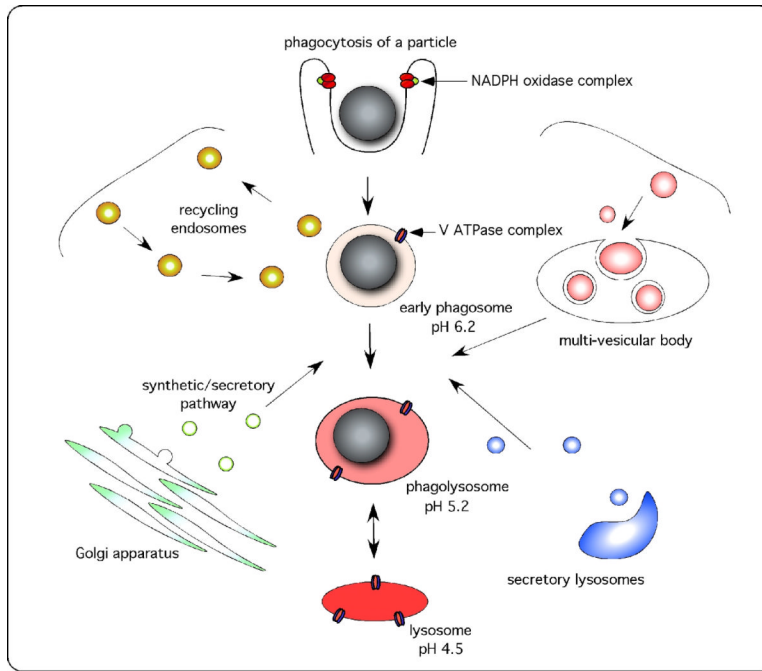 phagocytosis of a particle
NADPH oxidase complex
recycling
endosomes
V ATPase complex
early phagosome
pH 6.2
multi-vesicular body
synthetic/secretory
pathway
phagolysosome
pH 5.2
Golgi apparatus
secretory lysosomes
lysosome
pH 4.5